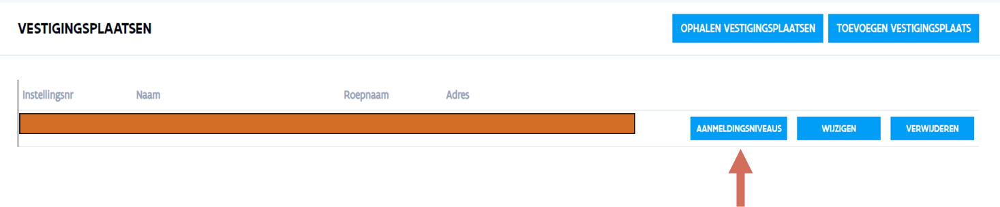 VESTIGINGSPLAATSEN OPHALEN VESTIGINGSPLAATSEN TOEVOEGEN VESTIGINGSPLAATS
Instellingsnr Naam Roepnaam Adres
AANMELDINGSNIVEAUS WIJZIGEN VERWIJDEREN